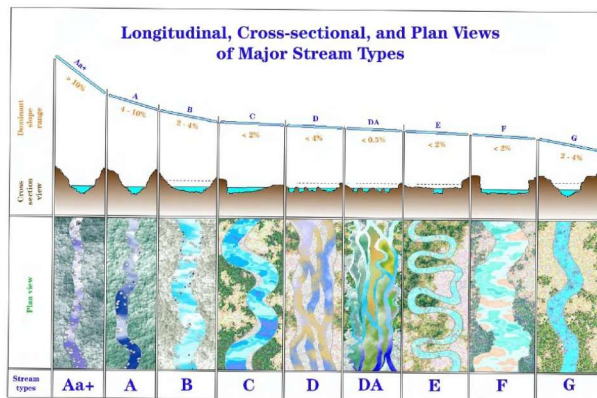 Longitudinal, Cross-sectional, and Plan Views
of Major Stream Types
Dominant
slope
range
Aa+
> 10%
A
4 - 10%
B
2 - 4%
C
< 2%
D
< 4%
DA
< 0.5%
E
< 2%
F
< 2%
G
2 - 4%
Cross
section
view
Plan view
Stream
types
Aa+
A
B
C
D
DA
E
F
G